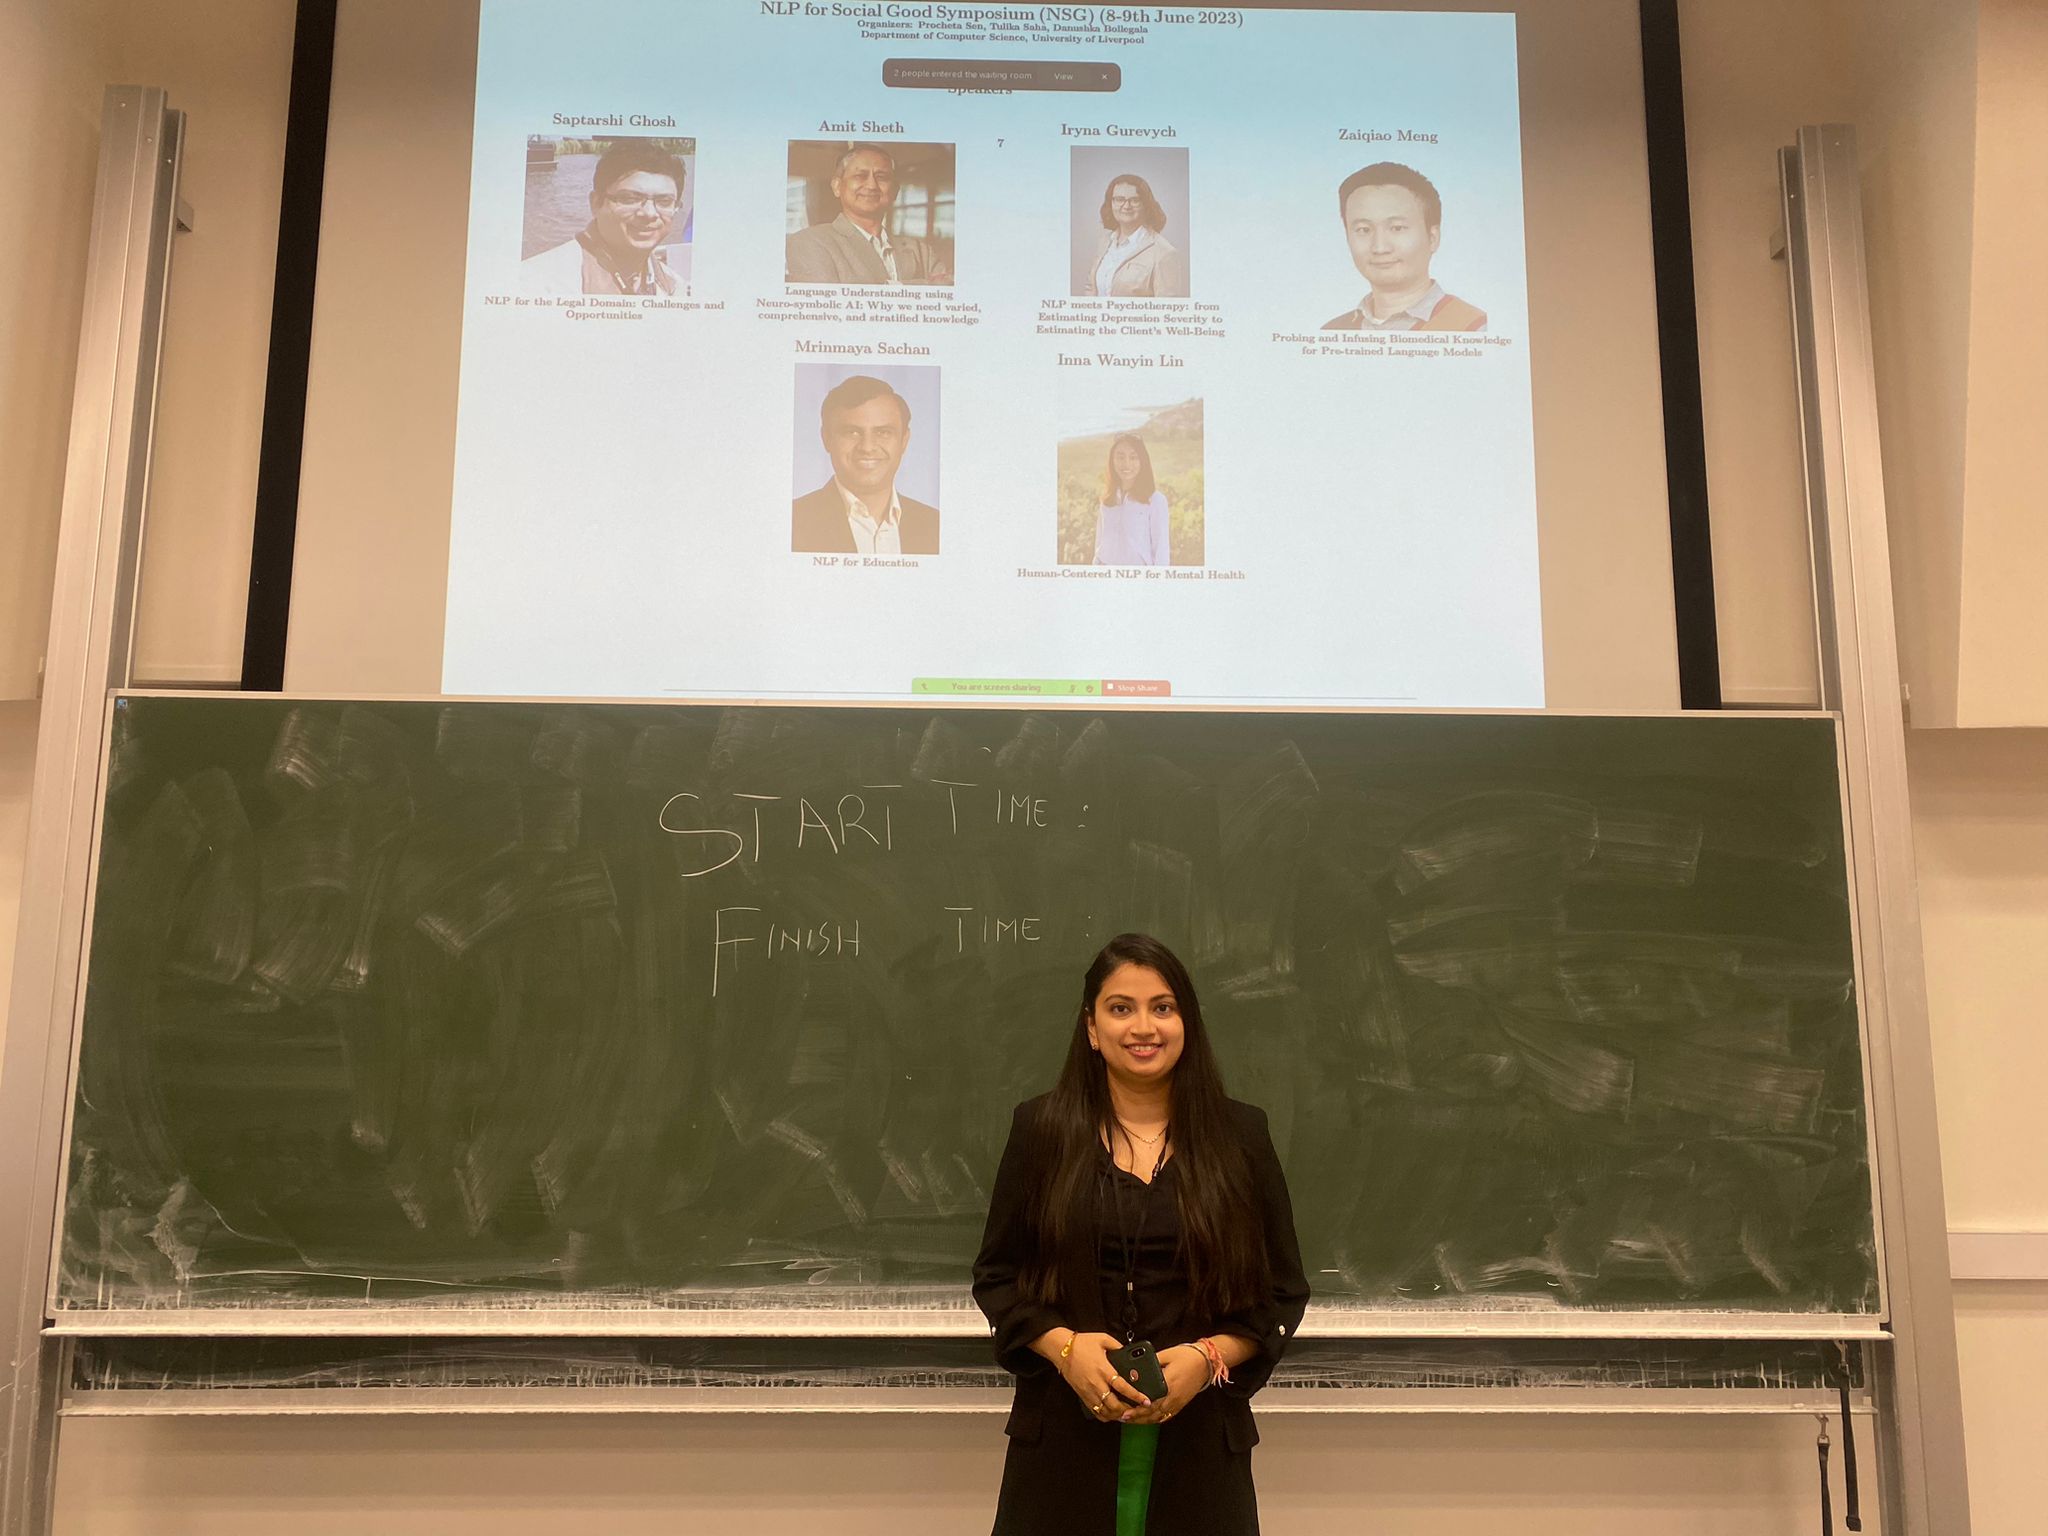 NLP for Social Good Symposium (NSG) (8-9th June 2023)
Organizers: Procheta Sen, Tulika Saha, Danushka Bollegala
Department of Computer Science, University of Liverpool
2 people entered the waiting room View ×
Speakers
Saptarshi Ghosh
NLP for the Legal Domain: Challenges and
Opportunities
Amit Sheth
Language Understanding using
Neuro-symbolic AI: Why we need varied,
comprehensive, and stratified knowledge
7
Iryna Gurevych
NLP meets Psychotherapy: from
Estimating Depression Severity to
Estimating the Client's Well-Being
Zaiqiao Meng
Probing and Infusing Biomedical Knowledge
for Pre-trained Language Models
Mrinmaya Sachan
NLP for Education
Inna Wanyin Lin
Human-Centered NLP for Mental Health
You are screen sharing Stop Share
START TIME:
FINISH TIME: